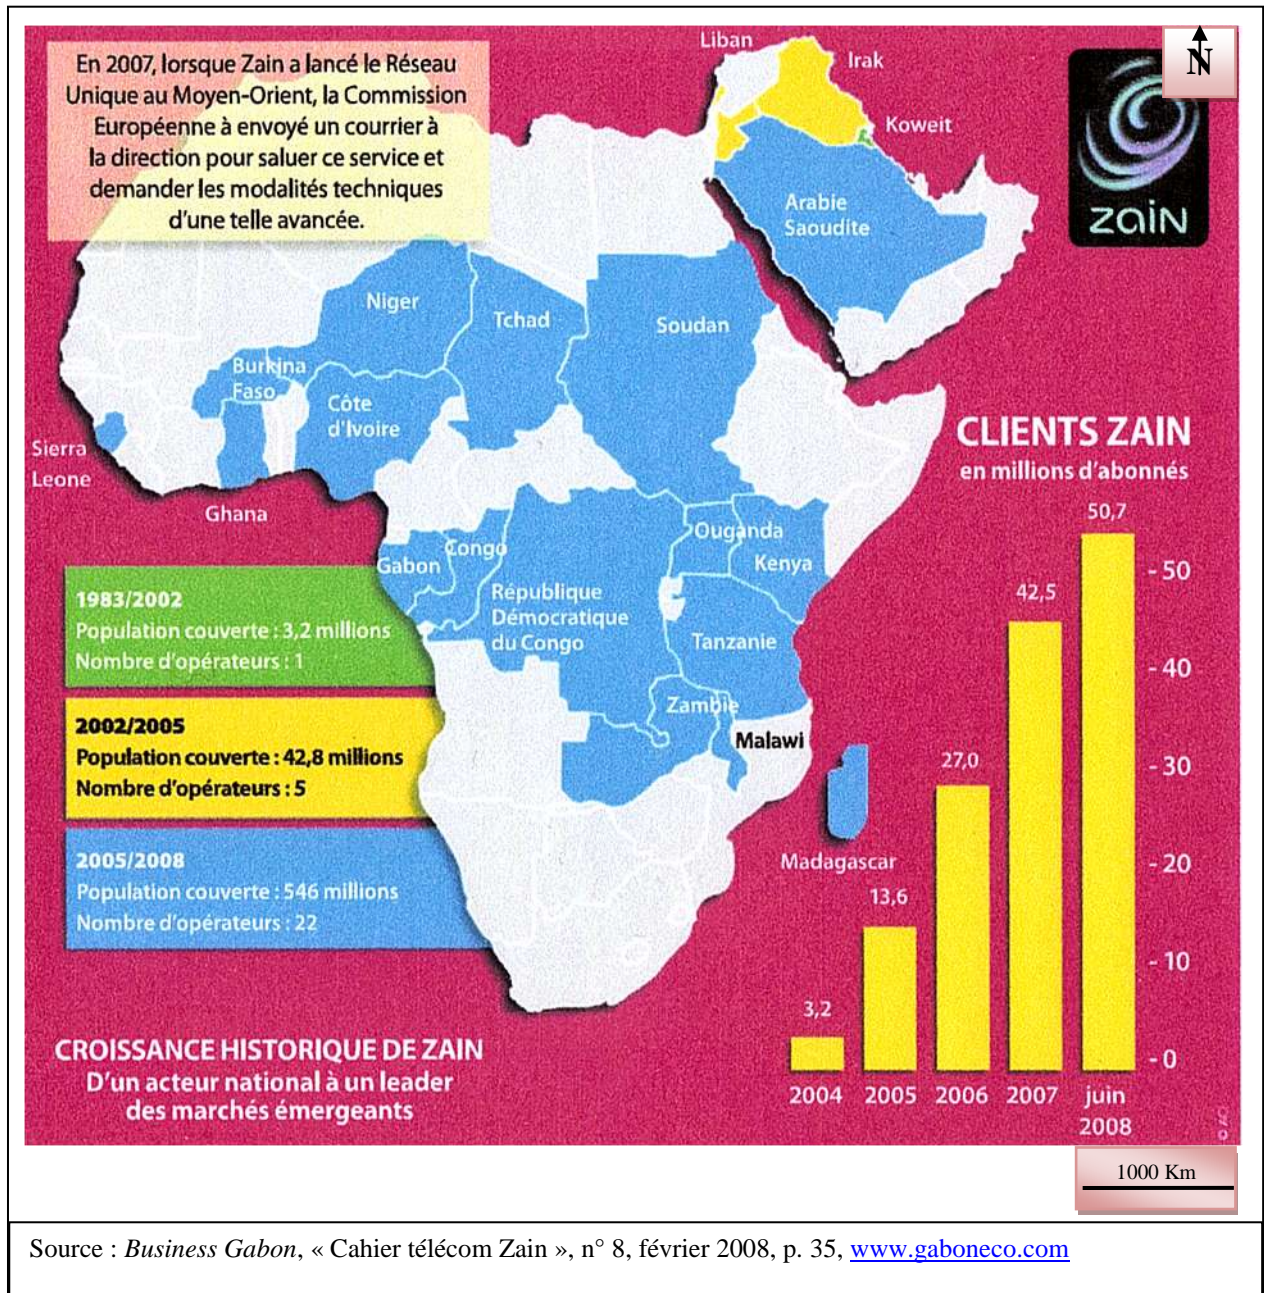 En 2007, lorsque Zain a lancé le Réseau
Unique au Moyen-Orient, la Commission
Européenne à envoyé un courrier à
la direction pour saluer ce service et
demander les modalités techniques
d'une telle avancée.
Liban
Irak
Koweit
N
zain
Arabie
Saoudite
Niger
Tchad
Soudan
Burkina
Faso
Côte
d'Ivoire
Sierra
Leone
Ghana
Gabon
Congo
République
Démocratique
du Congo
Ouganda
Kenya
Tanzanie
Zambie
Malawi
Madagascar
1983/2002
Population couverte : 3,2 millions
Nombre d'opérateurs : 1
2002/2005
Population couverte : 42,8 millions
Nombre d'opérateurs : 5
2005/2008
Population couverte : 546 millions
Nombre d'opérateurs : 22
CLIENTS ZAIN
en millions d'abonnés
50,7
42,5
27,0
13,6
3,2
- 50
- 40
- 30
- 20
- 10
- 0
2004 2005 2006 2007 juin
2008
CROISSANCE HISTORIQUE DE ZAIN
D'un acteur national à un leader
des marchés émergeants
1000 Km
Source : Business Gabon, « Cahier télécom Zain », n° 8, février 2008, p. 35, www.gaboneco.com